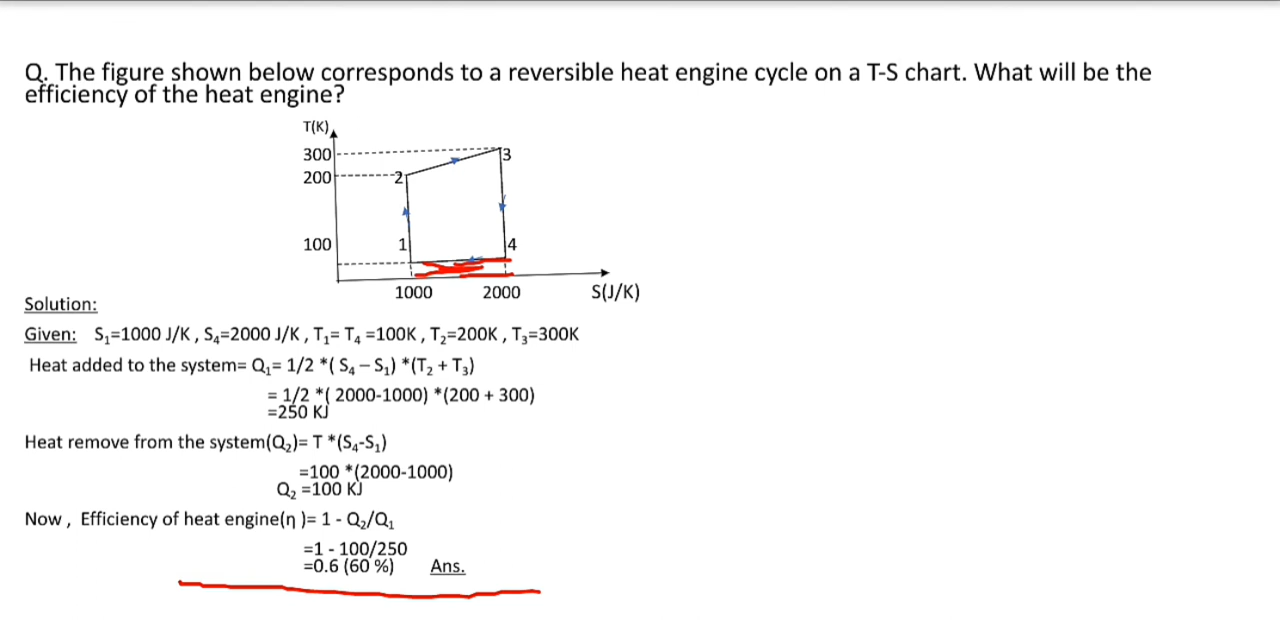 Q. The figure shown below corresponds to a reversible heat engine cycle on a T-S chart. What will be the
efficiency of the heat engine?
T(K)
300
3
200
2
100
1
4
1000
2000
S(J/K)
Solution:
Given: S₁=1000 J/K , S₄=2000 J/K , T₁= T₄ =100K , T₂=200K , T₃=300K
Heat added to the system= Q₁= 1/2 *( S₄ – S₁) *(T₂ + T₃)
= 1/2 *( 2000-1000) *(200 + 300)
=250 KJ
Heat remove from the system(Q₂)= T *(S₄-S₁)
=100 *(2000-1000)
Q₂ =100 KJ
Now , Efficiency of heat engine(η )= 1 - Q₂/Q₁
=1 - 100/250
=0.6 (60 %) Ans.